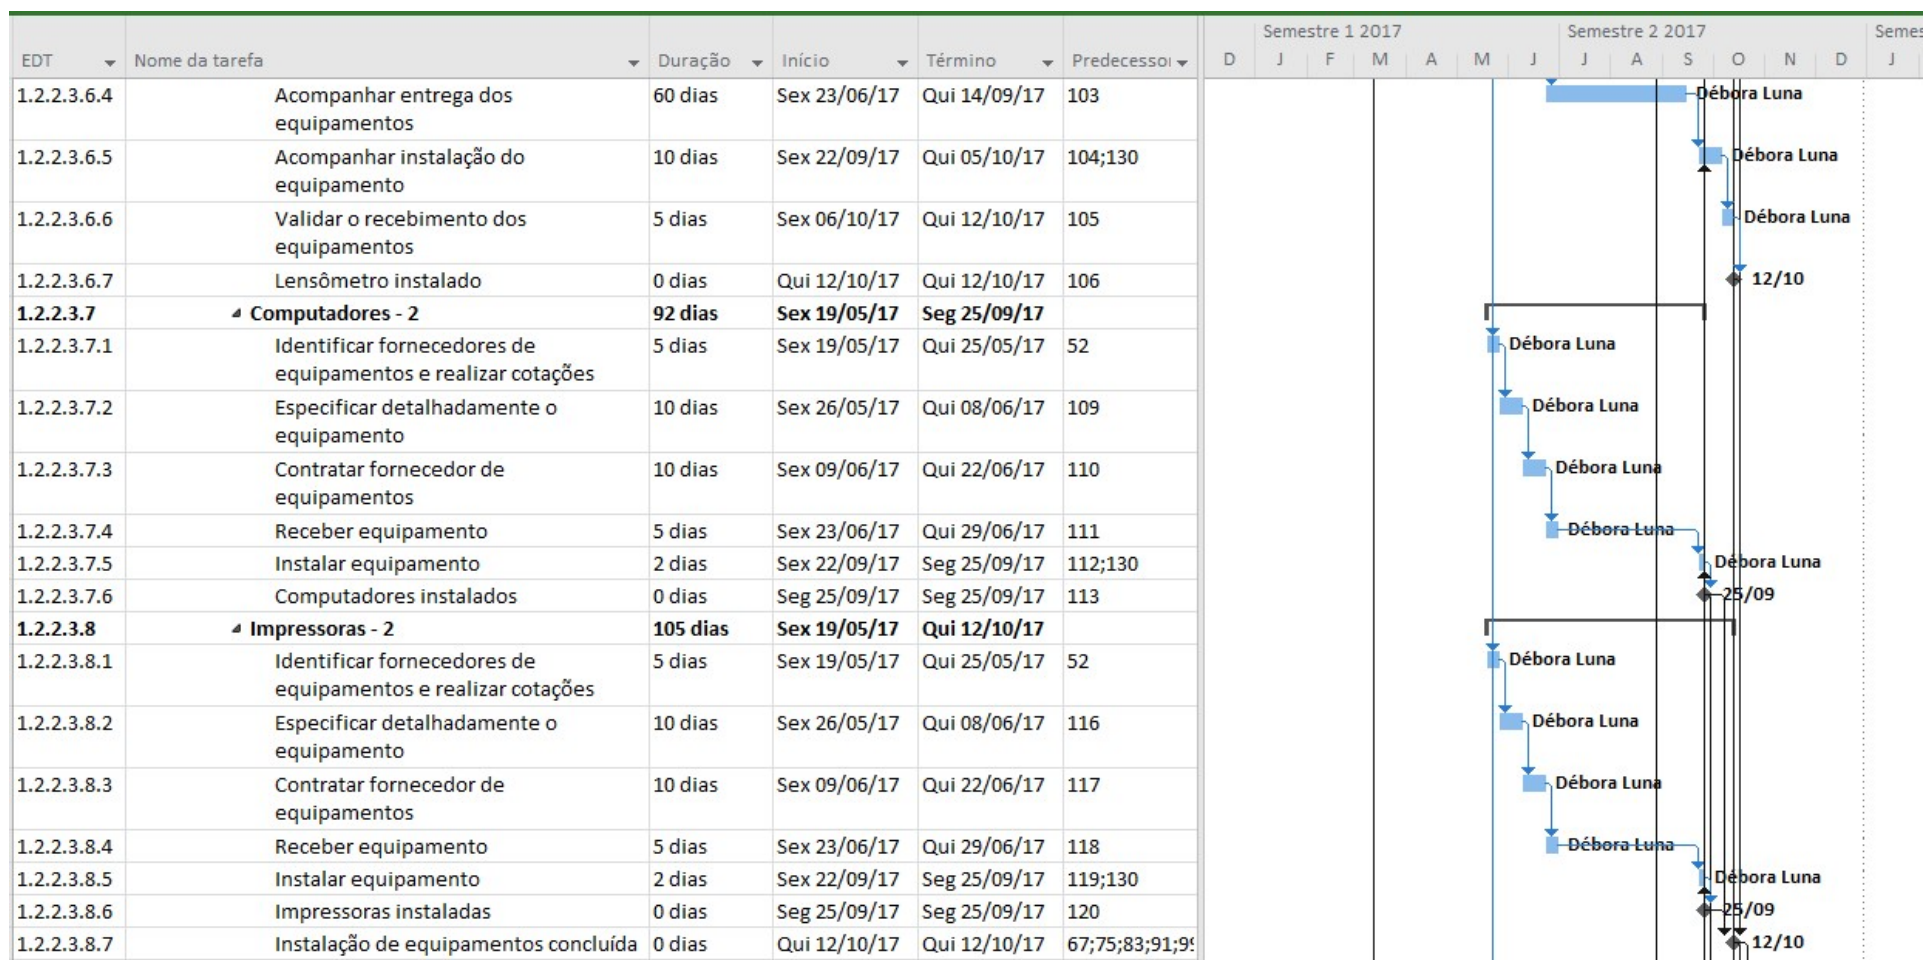 Semestre 1 2017 Semestre 2 2017 Semes
EDT Nome da tarefa Duração Início Término Predecessor D J F M A M J J A S O N D J
1.2.2.3.6.4 Acompanhar entrega dos 60 dias Sex 23/06/17 Qui 14/09/17 103 Débora Luna
equipamentos
1.2.2.3.6.5 Acompanhar instalação do 10 dias Sex 22/09/17 Qui 05/10/17 104;130 Débora Luna
equipamento
1.2.2.3.6.6 Validar o recebimento dos 5 dias Sex 06/10/17 Qui 12/10/17 105 Débora Luna
equipamentos
1.2.2.3.6.7 Lensômetro instalado 0 dias Qui 12/10/17 Qui 12/10/17 106 12/10
1.2.2.3.7 Computadores - 2 92 dias Sex 19/05/17 Seg 25/09/17
1.2.2.3.7.1 Identificar fornecedores de 5 dias Sex 19/05/17 Qui 25/05/17 52 Débora Luna
equipamentos e realizar cotações
1.2.2.3.7.2 Especificar detalhadamente o 10 dias Sex 26/05/17 Qui 08/06/17 109 Débora Luna
equipamento
1.2.2.3.7.3 Contratar fornecedor de 10 dias Sex 09/06/17 Qui 22/06/17 110 Débora Luna
equipamentos
1.2.2.3.7.4 Receber equipamento 5 dias Sex 23/06/17 Qui 29/06/17 111 Débora Luna
1.2.2.3.7.5 Instalar equipamento 2 dias Sex 22/09/17 Seg 25/09/17 112;130 Débora Luna
1.2.2.3.7.6 Computadores instalados 0 dias Seg 25/09/17 Seg 25/09/17 113 25/09
1.2.2.3.8 Impressoras - 2 105 dias Sex 19/05/17 Qui 12/10/17
1.2.2.3.8.1 Identificar fornecedores de 5 dias Sex 19/05/17 Qui 25/05/17 52 Débora Luna
equipamentos e realizar cotações
1.2.2.3.8.2 Especificar detalhadamente o 10 dias Sex 26/05/17 Qui 08/06/17 116 Débora Luna
equipamento
1.2.2.3.8.3 Contratar fornecedor de 10 dias Sex 09/06/17 Qui 22/06/17 117 Débora Luna
equipamentos
1.2.2.3.8.4 Receber equipamento 5 dias Sex 23/06/17 Qui 29/06/17 118 Débora Luna
1.2.2.3.8.5 Instalar equipamento 2 dias Sex 22/09/17 Seg 25/09/17 119;130 Débora Luna
1.2.2.3.8.6 Impressoras instaladas 0 dias Seg 25/09/17 Seg 25/09/17 120 25/09
1.2.2.3.8.7 Instalação de equipamentos concluída 0 dias Qui 12/10/17 Qui 12/10/17 67;75;83;91;99 12/10